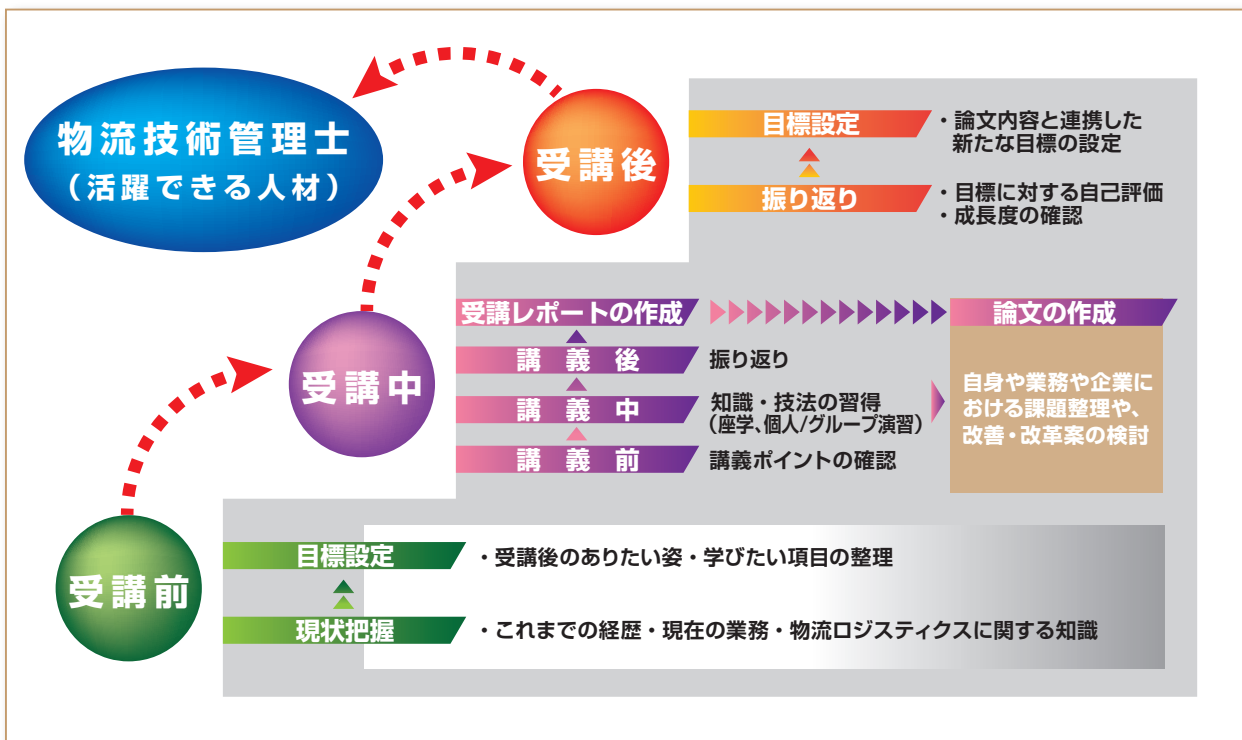 物流技術管理士
（活躍できる人材）
受講後
目標設定
・論文内容と連携した
新たな目標の設定
振り返り
・目標に対する自己評価
・成長度の確認
受講中
受講レポートの作成
論文の作成
講義後
振り返り
講義中
知識・技法の習得
（座学、個人/グループ演習）
講義前
講義ポイントの確認
自身や業務や企業に
おける課題整理や、
改善・改革案の検討
受講前
目標設定
・受講後のありたい姿・学びたい項目の整理
現状把握
・これまでの経歴・現在の業務・物流ロジスティクスに関する知識